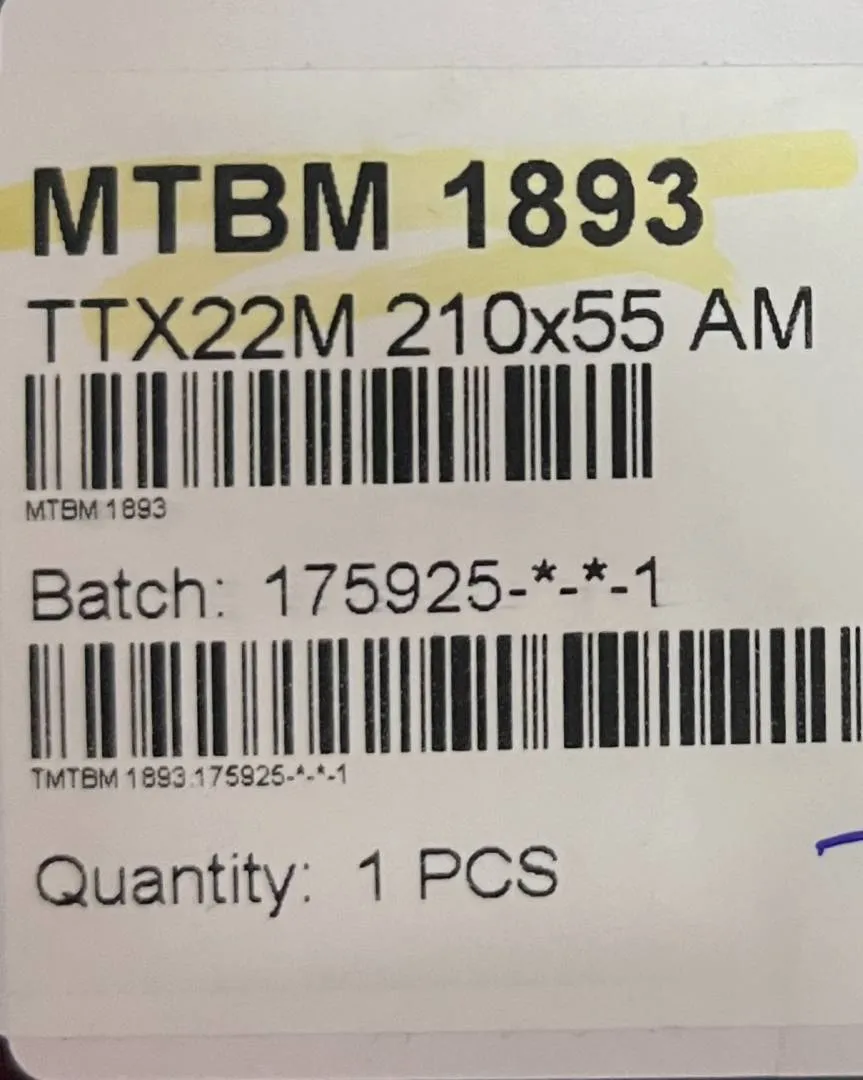 MTBM 1893
TTX22M 210x55 AM
MTBM 1893
Batch: 175925-*-*-1
TMTBM 1893.175925-*-*-1
Quantity: 1 PCS